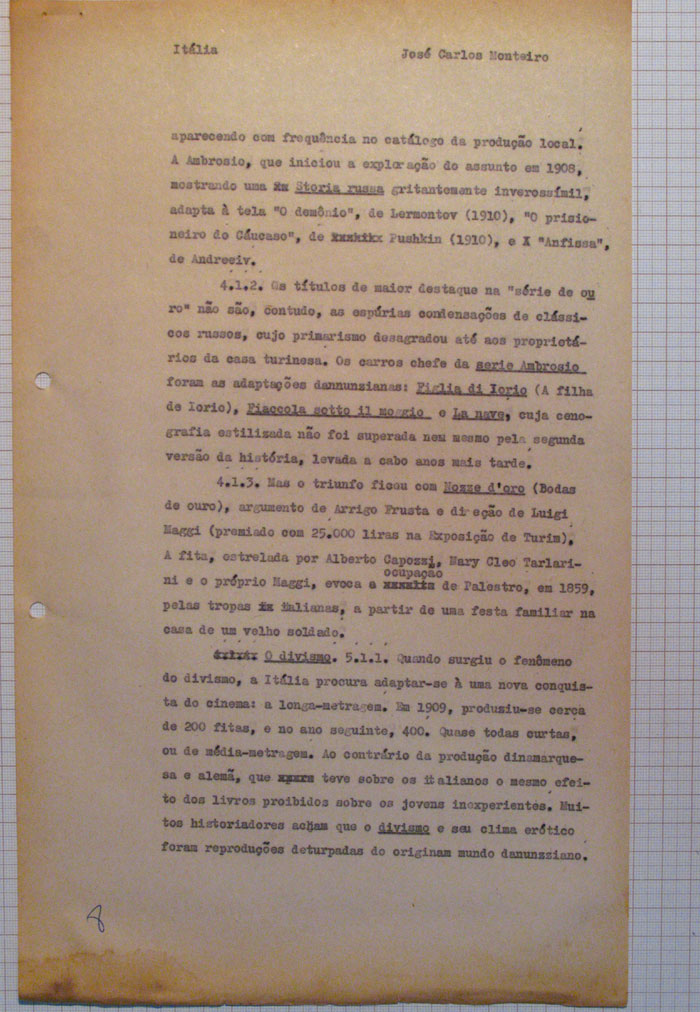 Itália José Carlos Monteiro
aparecendo com frequência no catálogo da produção local.
A Ambrosio, que iniciou a exploração do assunto em 1908,
mostrando uma Storia russa gritantemente inverossímil,
adapta à tela "O demônio", de Lermontov (1910), "O prisio-
neiro do Cáucaso", de Pushkin (1910), e X "Anfissa",
de Andreeiv.
4.1.2. Os títulos de maior destaque na "série de ou
ro" não são, contudo, as espúrias condensações de clássi-
cos russos, cujo primarismo desagradou até aos proprietá-
rios da casa turinesa. Os carros chefe da serie Ambrosio
foram as adaptações dannunzianas: Figlia di Iorio (A filha
de Iorio), Fiaccola sotto il moggio e La nave, cuja ceno-
grafia estilizada não foi superada nem mesmo pela segunda
versão da história, levada a cabo anos mais tarde.
4.1.3. Mas o triunfo ficou com Nozze d'oro (Bodas
de ouro), argumento de Arrigo Frusta e direção de Luigi
Maggi (premiado com 25.000 liras na Exposição de Turim).
A fita, estrelada por Alberto Capozzi, Mary Cleo Tarlari-
ni e o próprio Maggi, evoca a ocupação de Palestro, em 1859,
pelas tropas italianas, a partir de uma festa familiar na
casa de um velho soldado.
O divismo. 5.1.1. Quando surgiu o fenômeno
do divismo, a Itália procura adaptar-se à uma nova conquis-
ta do cinema: a longa-metragem. Em 1909, produziu-se cerca
de 200 fitas, e no ano seguinte, 400. Quase todas curtas,
ou de média-metragem. Ao contrário da produção dinamarque-
sa e alemã, que teve sobre os italianos o mesmo efei-
to dos livros proibidos sobre os jovens inexperientes. Mui-
tos historiadores acham que o divismo e seu clima erótico
foram reproduções deturpadas do originam mundo danunzziano.
8